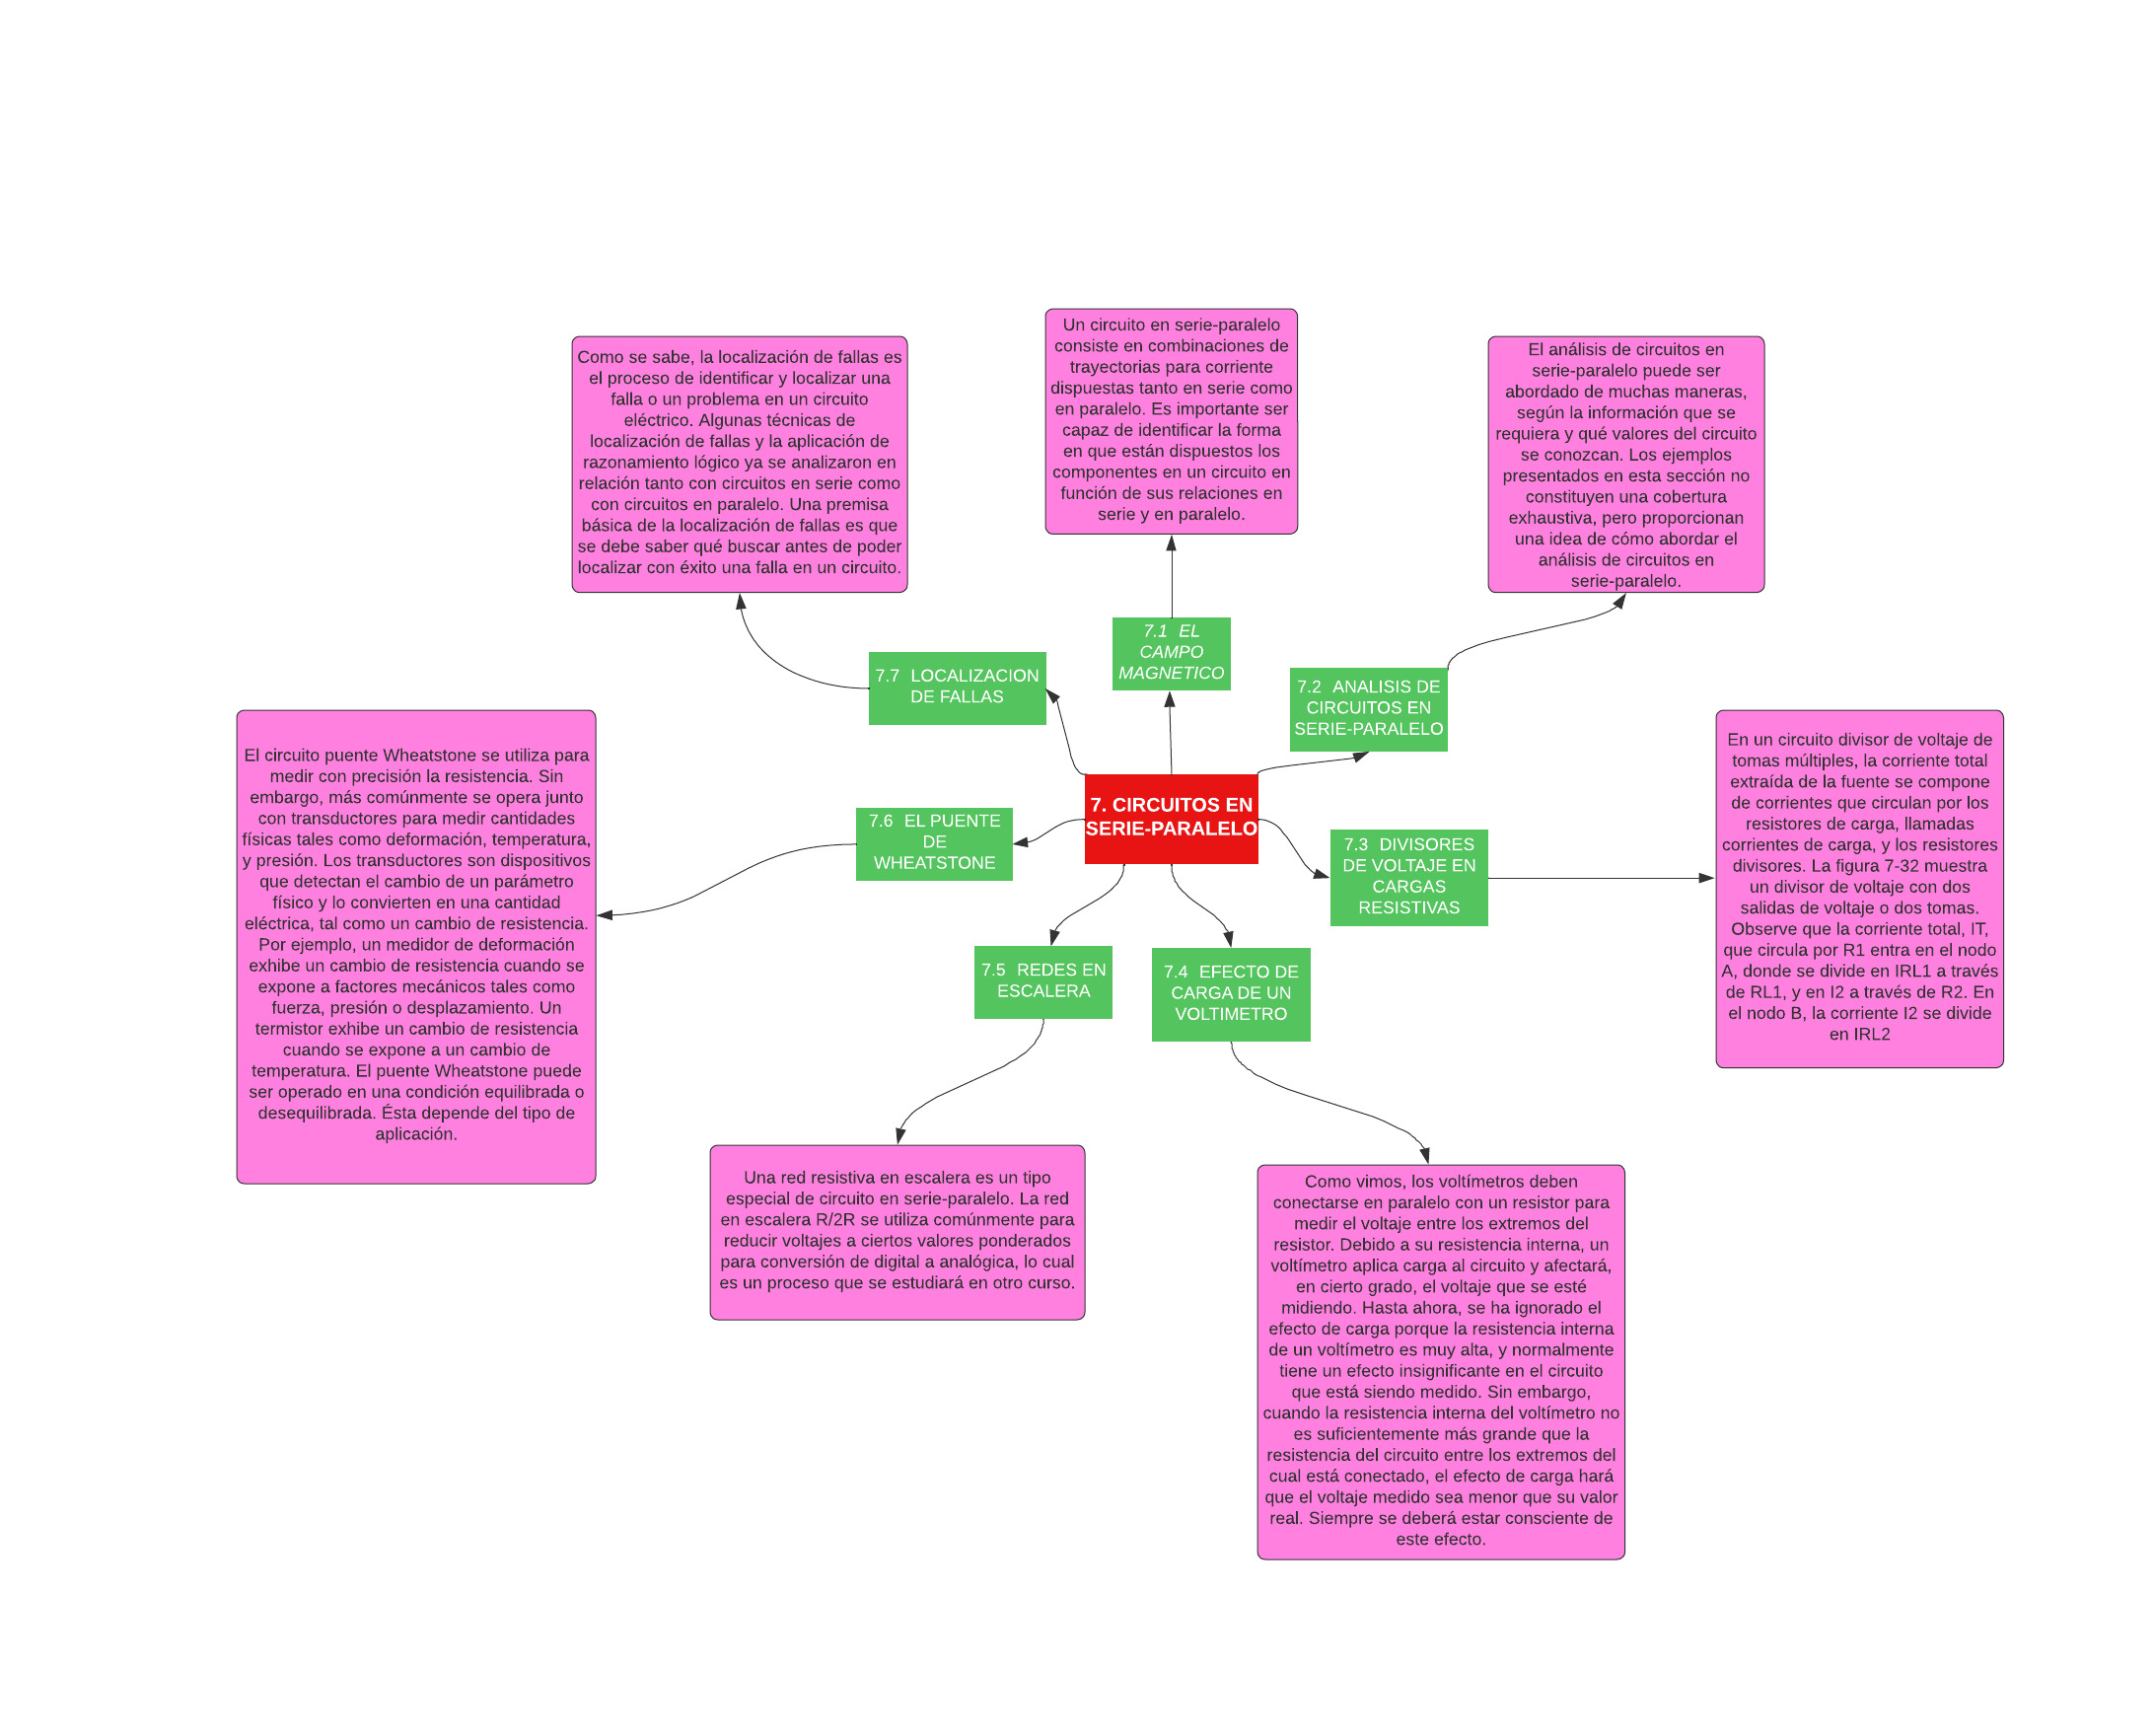 7. CIRCUITOS EN
SERIE-PARALELO
7.1 EL
CAMPO
MAGNETICO
Un circuito en serie-paralelo
consiste en combinaciones de
trayectorias para corriente
dispuestas tanto en serie como
en paralelo. Es importante ser
capaz de identificar la forma
en que están dispuestos los
componentes en un circuito en
función de sus relaciones en
serie y en paralelo.
7.2 ANALISIS DE
CIRCUITOS EN
SERIE-PARALELO
El análisis de circuitos en
serie-paralelo puede ser
abordado de muchas maneras,
según la información que se
requiera y qué valores del circuito
se conozcan. Los ejemplos
presentados en esta sección no
constituyen una cobertura
exhaustiva, pero proporcionan
una idea de cómo abordar el
análisis de circuitos en
serie-paralelo.
7.3 DIVISORES
DE VOLTAJE EN
CARGAS
RESISTIVAS
En un circuito divisor de voltaje de
tomas múltiples, la corriente total
extraída de la fuente se compone
de corrientes que circulan por los
resistores de carga, llamadas
corrientes de carga, y los resistores
divisores. La figura 7-32 muestra
un divisor de voltaje con dos
salidas de voltaje o dos tomas.
Observe que la corriente total, IT,
que circula por R1 entra en el nodo
A, donde se divide en IRL1 a través
de RL1, y en I2 a través de R2. En
el nodo B, la corriente I2 se divide
en IRL2
7.4 EFECTO DE
CARGA DE UN
VOLTIMETRO
Como vimos, los voltímetros deben
conectarse en paralelo con un resistor para
medir el voltaje entre los extremos del
resistor. Debido a su resistencia interna, un
voltímetro aplica carga al circuito y afectará,
en cierto grado, el voltaje que se esté
midiendo. Hasta ahora, se ha ignorado el
efecto de carga porque la resistencia interna
de un voltímetro es muy alta, y normalmente
tiene un efecto insignificante en el circuito
que está siendo medido. Sin embargo,
cuando la resistencia interna del voltímetro no
es suficientemente más grande que la
resistencia del circuito entre los extremos del
cual está conectado, el efecto de carga hará
que el voltaje medido sea menor que su valor
real. Siempre se deberá estar consciente de
este efecto.
7.5 REDES EN
ESCALERA
Una red resistiva en escalera es un tipo
especial de circuito en serie-paralelo. La red
en escalera R/2R se utiliza comúnmente para
reducir voltajes a ciertos valores ponderados
para conversión de digital a analógica, lo cual
es un proceso que se estudiará en otro curso.
7.6 EL PUENTE
DE
WHEATSTONE
El circuito puente Wheatstone se utiliza para
medir con precisión la resistencia. Sin
embargo, más comúnmente se opera junto
con transductores para medir cantidades
físicas tales como deformación, temperatura,
y presión. Los transductores son dispositivos
que detectan el cambio de un parámetro
físico y lo convierten en una cantidad
eléctrica, tal como un cambio de resistencia.
Por ejemplo, un medidor de deformación
exhibe un cambio de resistencia cuando se
expone a factores mecánicos tales como
fuerza, presión o desplazamiento. Un
termistor exhibe un cambio de resistencia
cuando se expone a un cambio de
temperatura. El puente Wheatstone puede
ser operado en una condición equilibrada o
desequilibrada. Ésta depende del tipo de
aplicación.
7.7 LOCALIZACION
DE FALLAS
Como se sabe, la localización de fallas es
el proceso de identificar y localizar una
falla o un problema en un circuito
eléctrico. Algunas técnicas de
localización de fallas y la aplicación de
razonamiento lógico ya se analizaron en
relación tanto con circuitos en serie como
con circuitos en paralelo. Una premisa
básica de la localización de fallas es que
se debe saber qué buscar antes de poder
localizar con éxito una falla en un circuito.